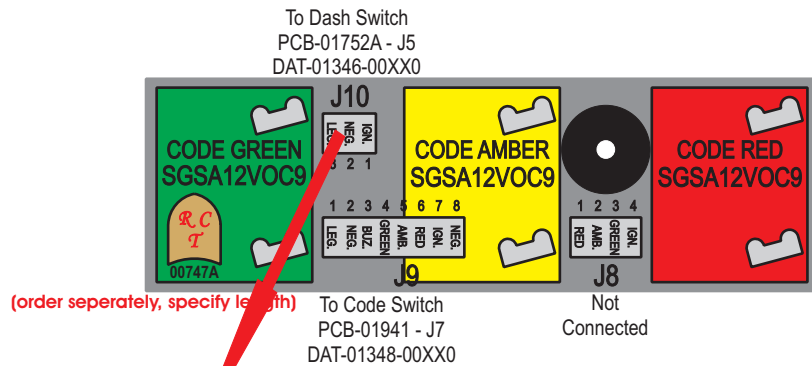 To Dash Switch
PCB-01752A - J5
DAT-01346-00XX0
J10
LEG.
NEG.
IGN.
3 2 1
CODE GREEN
SGSA12VOC9
CODE AMBER
SGSA12VOC9
CODE RED
SGSA12VOC9
R C
T
00747A
1 2 3 4 5 6 7 8
LEG.
NEG.
BUZ.
GREEN
AMB.
RED
IGN.
NEG.
J9
1 2 3 4
RED
AMB.
GREEN
IGN.
J8
(order seperately, specify length)
To Code Switch
PCB-01941 - J7
DAT-01348-00XX0
Not
Connected